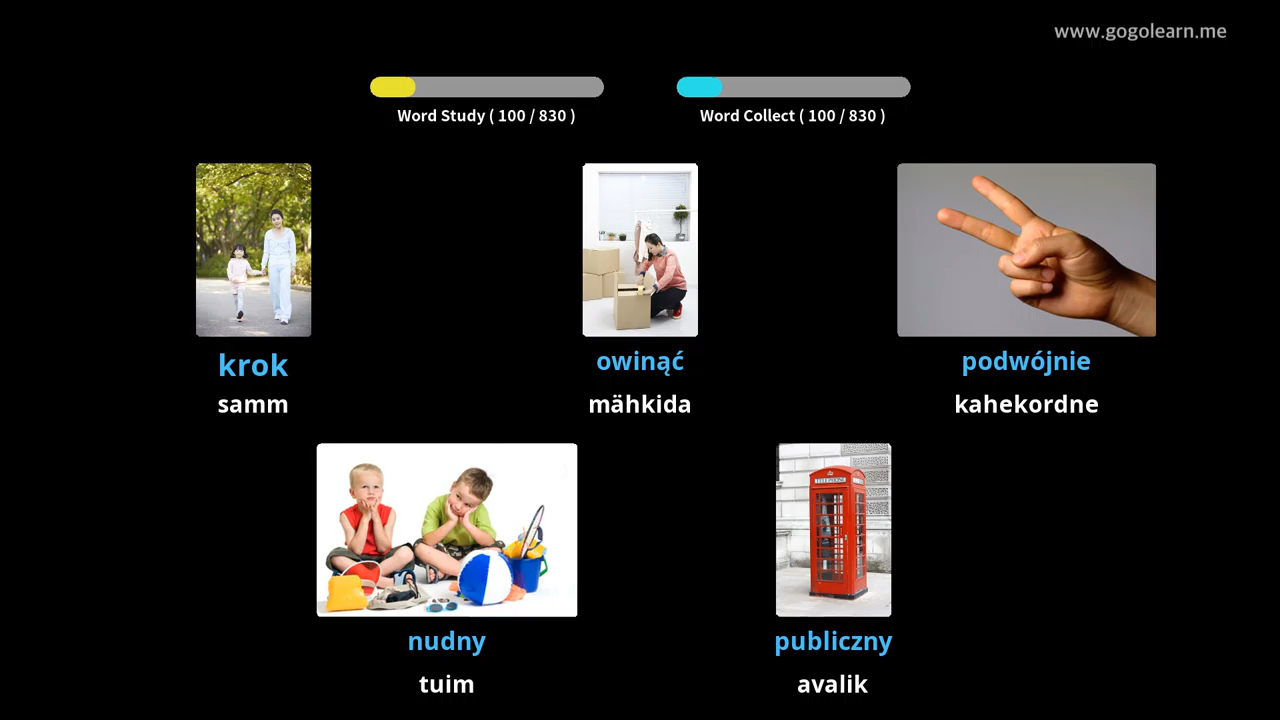 www.gogolearn.me
Word Study ( 100 / 830 )
Word Collect ( 100 / 830 )
krok
samm
owinąć
mähkida
podwójnie
kahekordne
TELEPHONE
nudny
tuim
publiczny
avalik